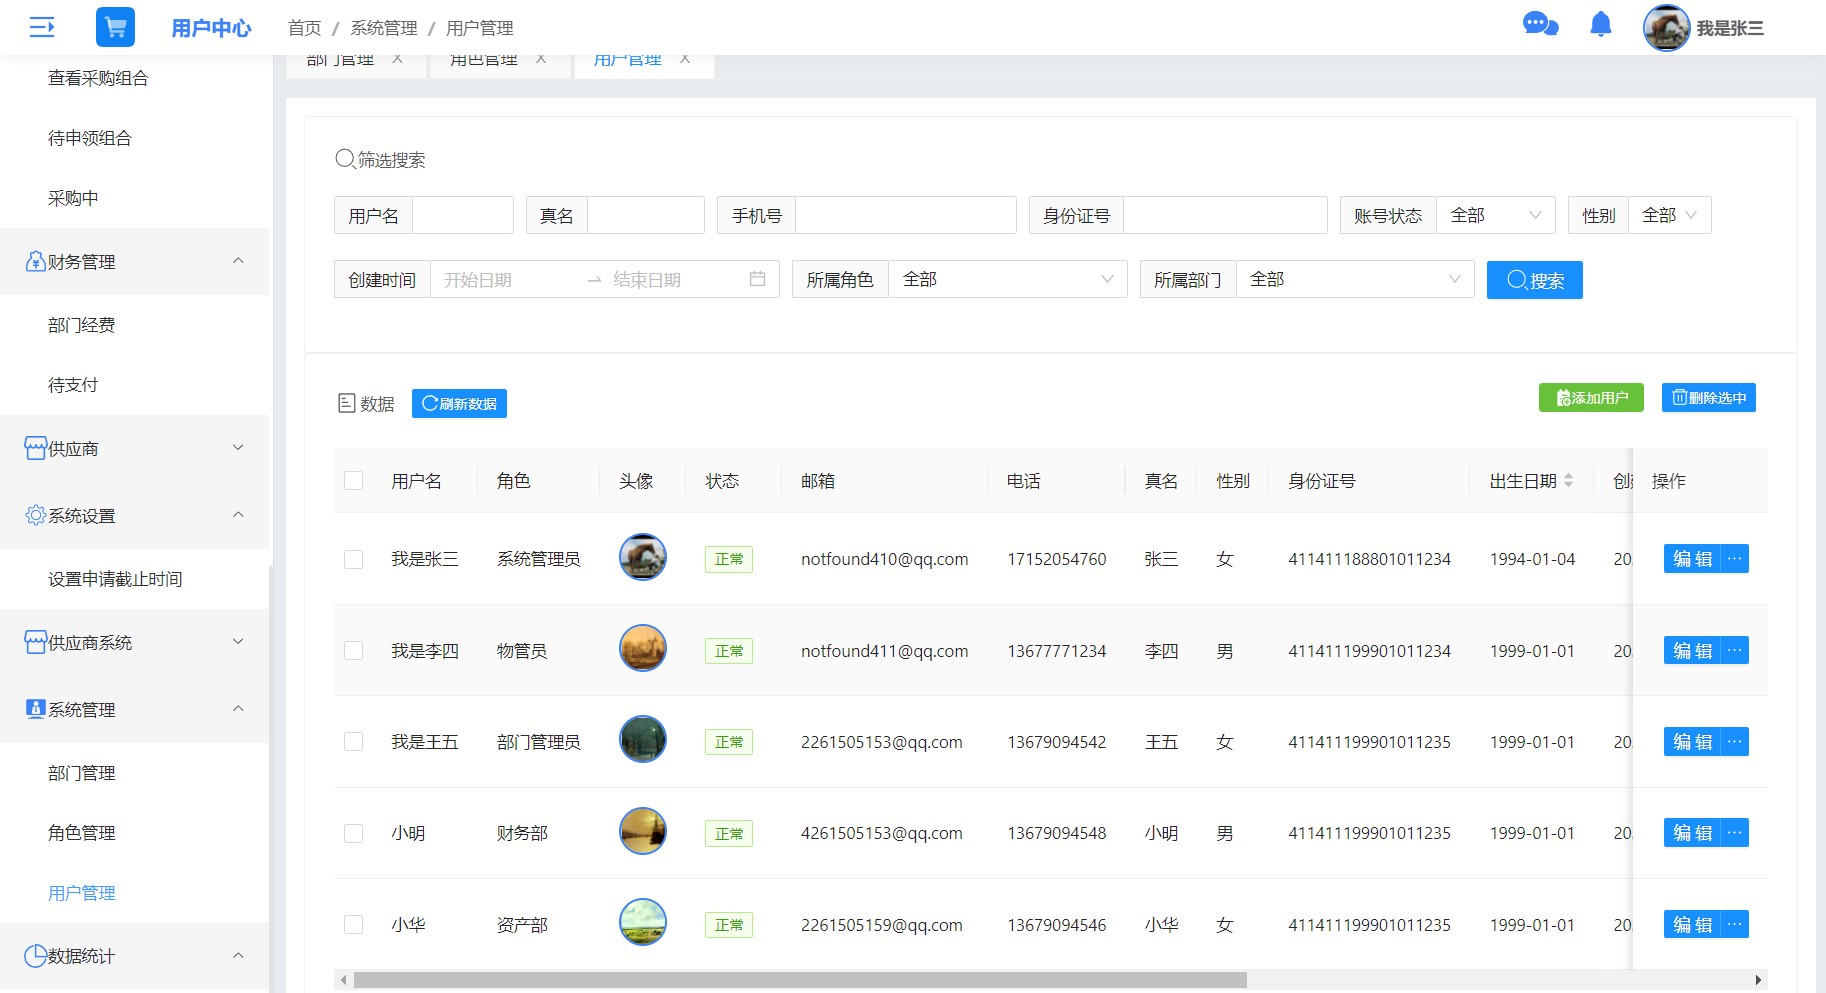 用户中心 首页 / 系统管理 / 用户管理 我是张三
部门管理 X 角色管理 X 用户管理 X
查看采购组合
待申领组合
采购中
财务管理
部门经费
待支付
供应商
系统设置
设置申请截止时间
供应商系统
系统管理
部门管理
角色管理
用户管理
数据统计
筛选搜索
用户名 真名 手机号 身份证号 账号状态 全部 性别 全部
创建时间 开始日期 → 结束日期 所属角色 全部 所属部门 全部 搜索
数据 刷新数据 添加用户 删除选中
用户名 角色 头像 状态 邮箱 电话 真名 性别 身份证号 出生日期 操作
我是张三 系统管理员 正常 notfound410@qq.com 17152054760 张三 女 411411188801011234 1994-01-04 20 编辑 ···
我是李四 物管员 正常 notfound411@qq.com 13677771234 李四 男 411411199901011234 1999-01-01 20 编辑 ···
我是王五 部门管理员 正常 2261505153@qq.com 13679094542 王五 女 411411199901011235 1999-01-01 20 编辑 ···
小明 财务部 正常 4261505153@qq.com 13679094548 小明 男 411411199901011235 1999-01-01 20 编辑 ···
小华 资产部 正常 2261505159@qq.com 13679094546 小华 女 411411199901011235 1999-01-01 20 编辑 ···